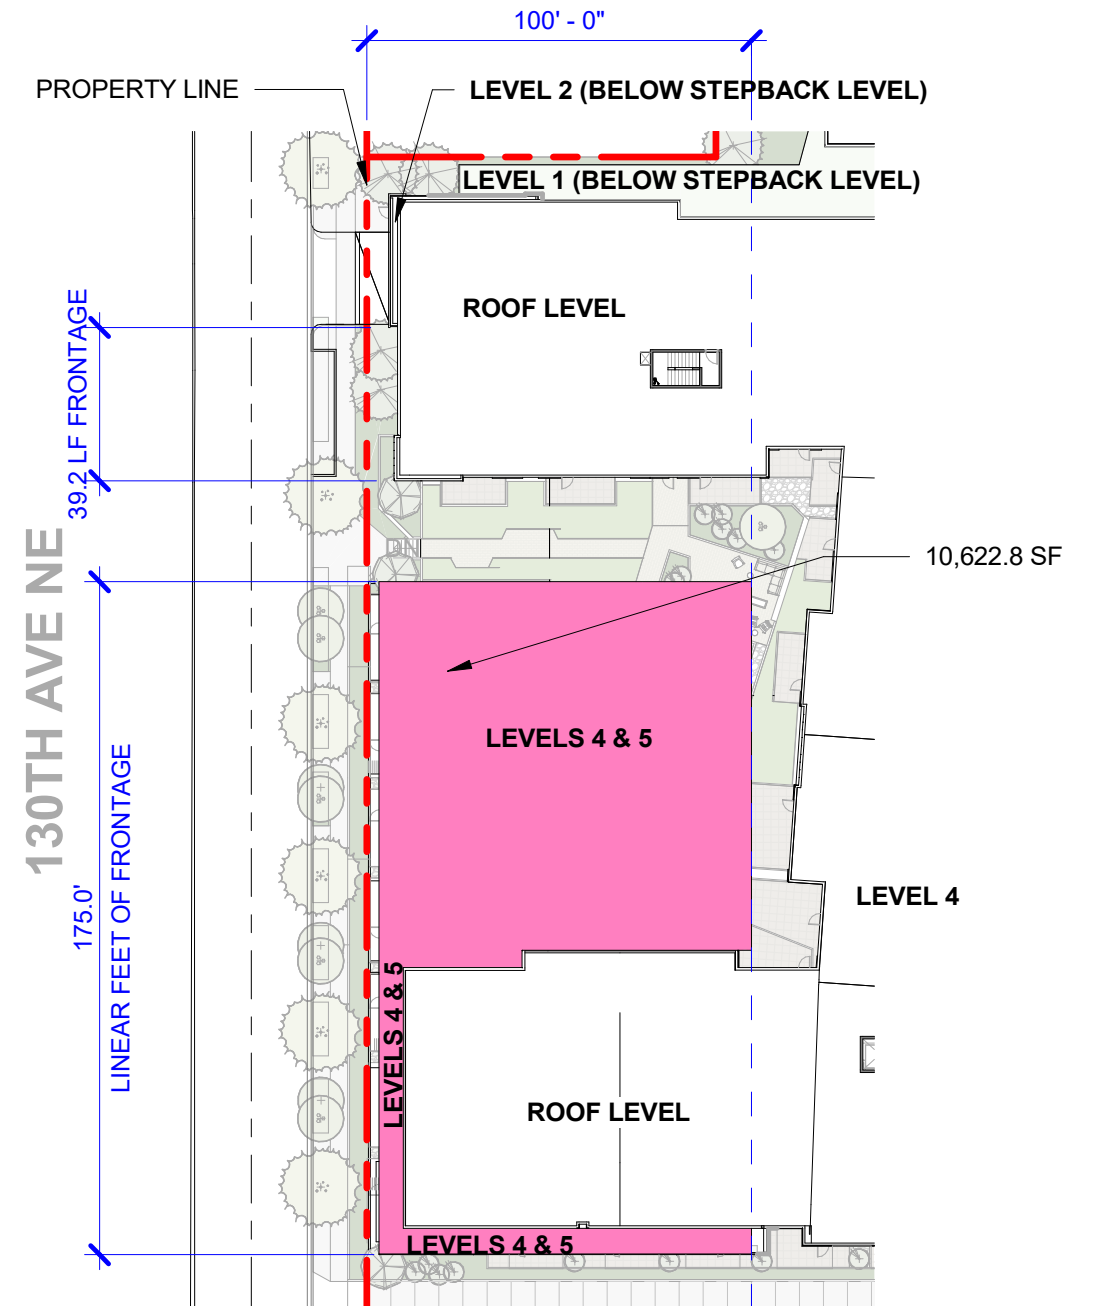 100' - 0"
PROPERTY LINE
LEVEL 2 (BELOW STEPBACK LEVEL)
LEVEL 1 (BELOW STEPBACK LEVEL)
ROOF LEVEL
39.2 LF FRONTAGE
DN
10,622.8 SF
130TH AVE NE
LEVELS 4 & 5
175.0'
LINEAR FEET OF FRONTAGE
LEVEL 4
LEVELS 4 & 5
ROOF LEVEL
LEVELS 4 & 5